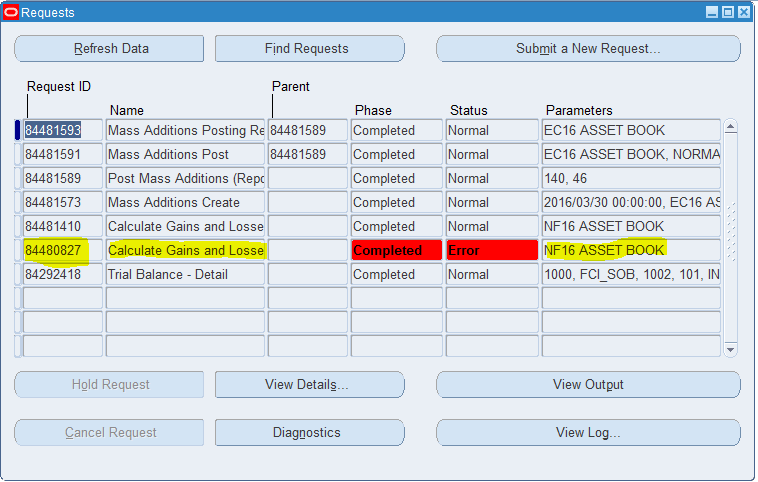 Requests
Refresh Data Find Requests Submit a New Request...
Request ID Parent
Name Phase Status Parameters
84481593 Mass Additions Posting Re 84481589 Completed Normal EC16 ASSET BOOK
84481591 Mass Additions Post 84481589 Completed Normal EC16 ASSET BOOK, NORMA
84481589 Post Mass Additions (Repo Completed Normal 140, 46
84481573 Mass Additions Create Completed Normal 2016/03/30 00:00:00, EC16 AS
84481410 Calculate Gains and Losse Completed Normal NF16 ASSET BOOK
84480827 Calculate Gains and Losse Completed Error NF16 ASSET BOOK
84292418 Trial Balance - Detail Completed Normal 1000, FCI_SOB, 1002, 101, IN
Hold Request View Details... View Output
Cancel Request Diagnostics View Log...